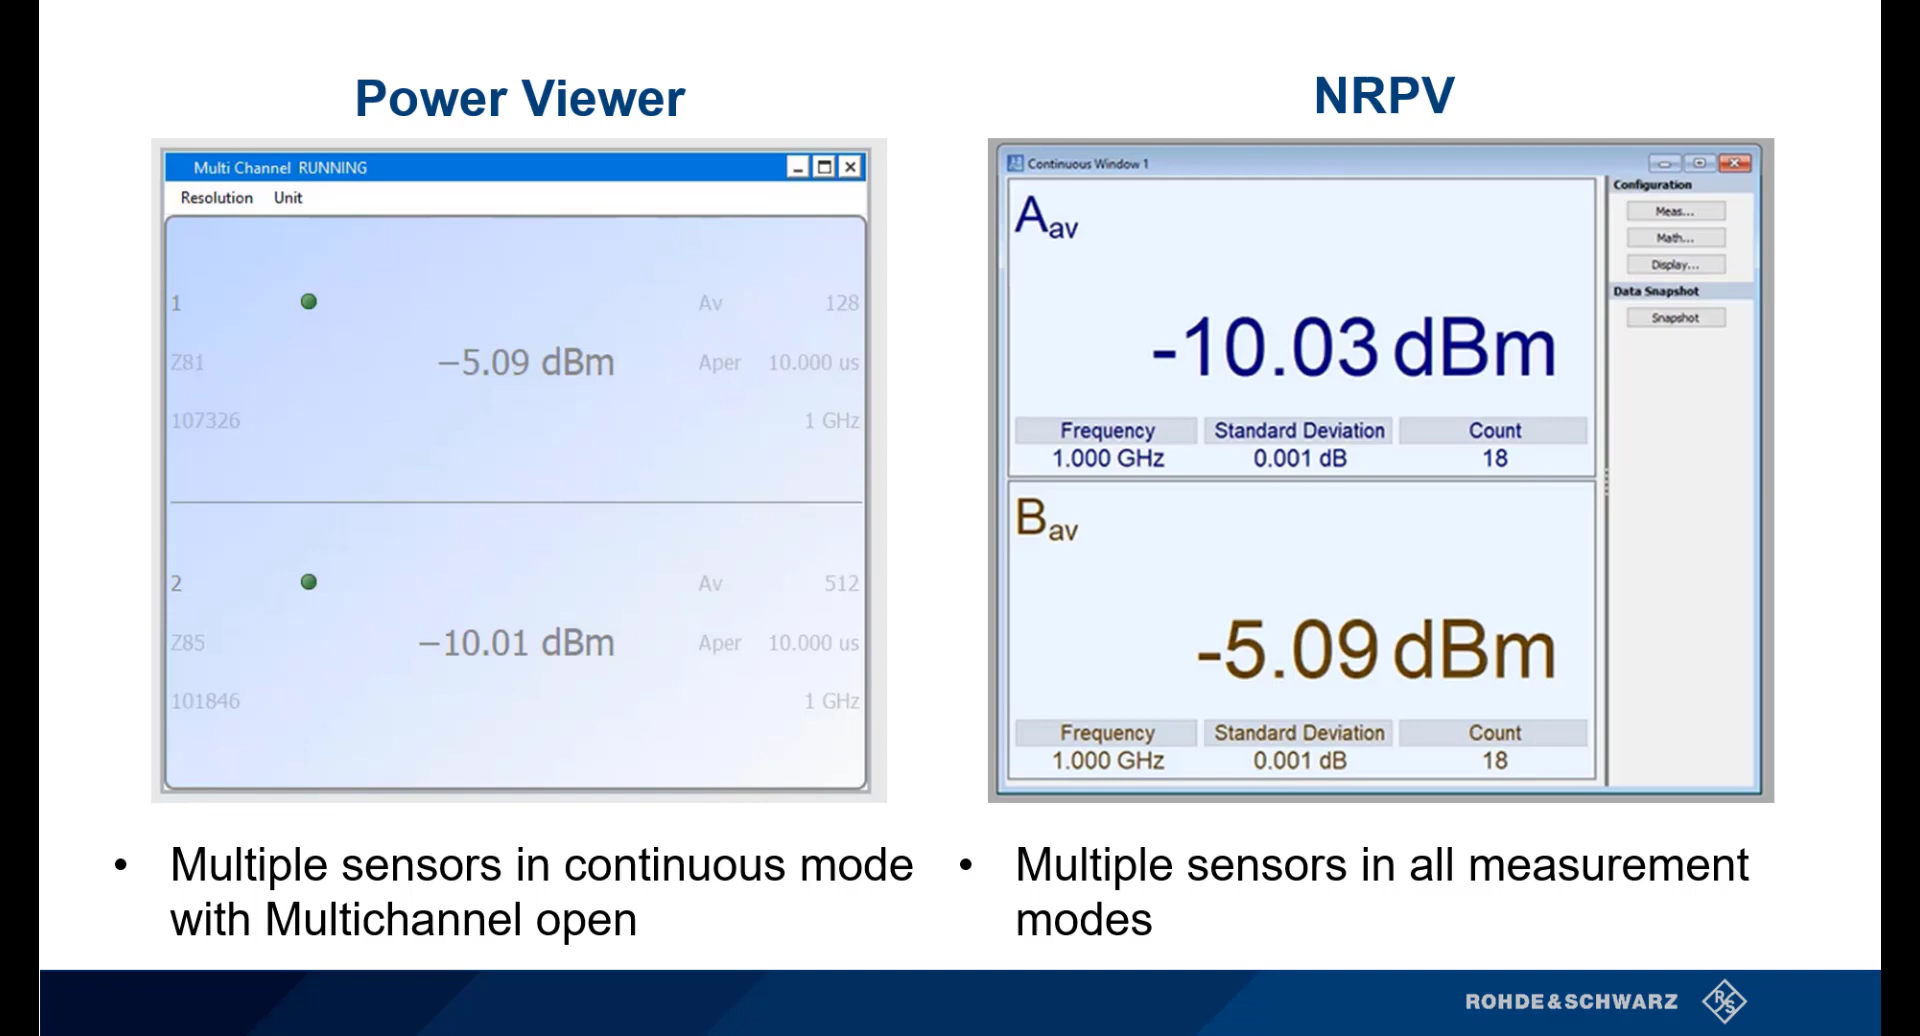 Power Viewer
Multi Channel RUNNING
Resolution Unit
1 Av 128
Z81 −5.09 dBm Aper 10.000 us
107326 1 GHz
2 Av 512
Z85 −10.01 dBm Aper 10.000 us
101846 1 GHz
• Multiple sensors in continuous mode
with Multichannel open
NRPV
Continuous Window 1
Aav
-10.03 dBm
Frequency Standard Deviation Count
1.000 GHz 0.001 dB 18
Bav
-5.09 dBm
Frequency Standard Deviation Count
1.000 GHz 0.001 dB 18
Configuration
Meas...
Math...
Display...
Data Snapshot
Snapshot
• Multiple sensors in all measurement
modes
ROHDE&SCHWARZ
R&S